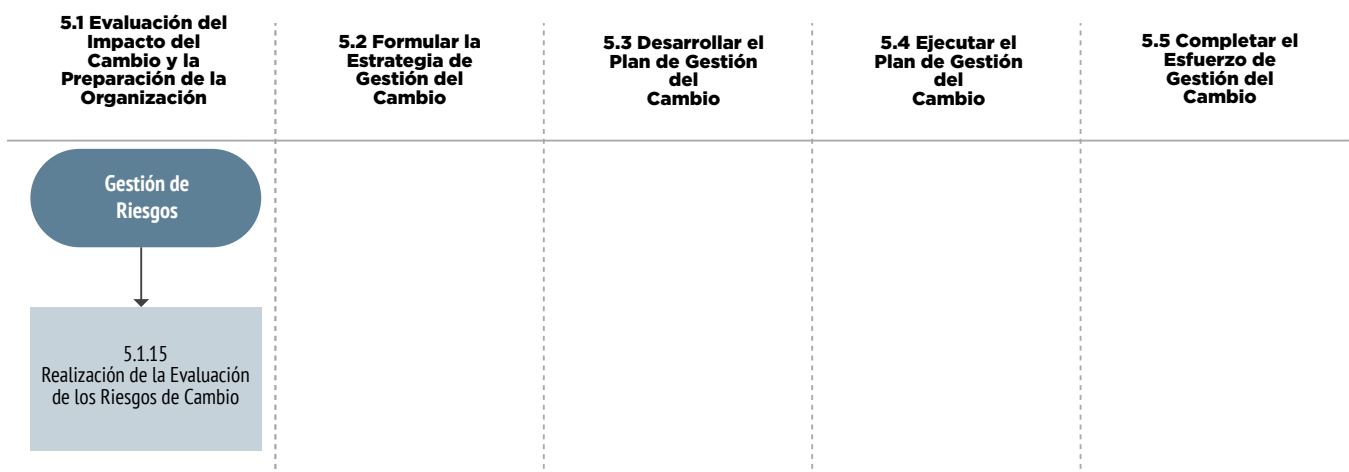 5.1 Evaluación del
Impacto del
Cambio y la
Preparación de la
Organización
5.2 Formular la
Estrategia de
Gestión del
Cambio
5.3 Desarrollar el
Plan de Gestión
del
Cambio
5.4 Ejecutar el
Plan de Gestión
del
Cambio
5.5 Completar el
Esfuerzo de
Gestión del
Cambio
Gestión de
Riesgos
5.1.15
Realización de la Evaluación
de los Riesgos de Cambio